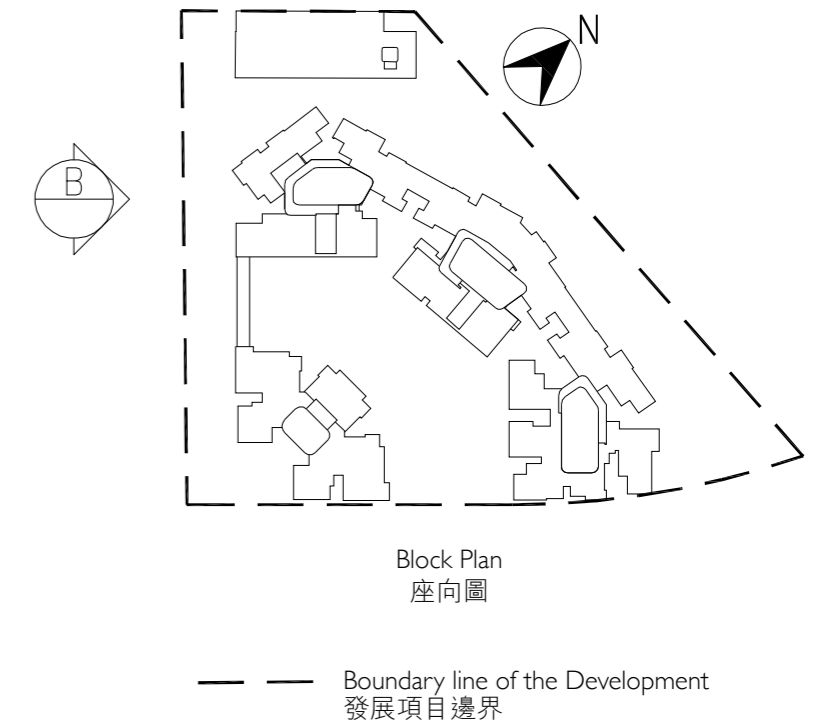 N
B
Block Plan
座向圖
Boundary line of the Development
發展項目邊界